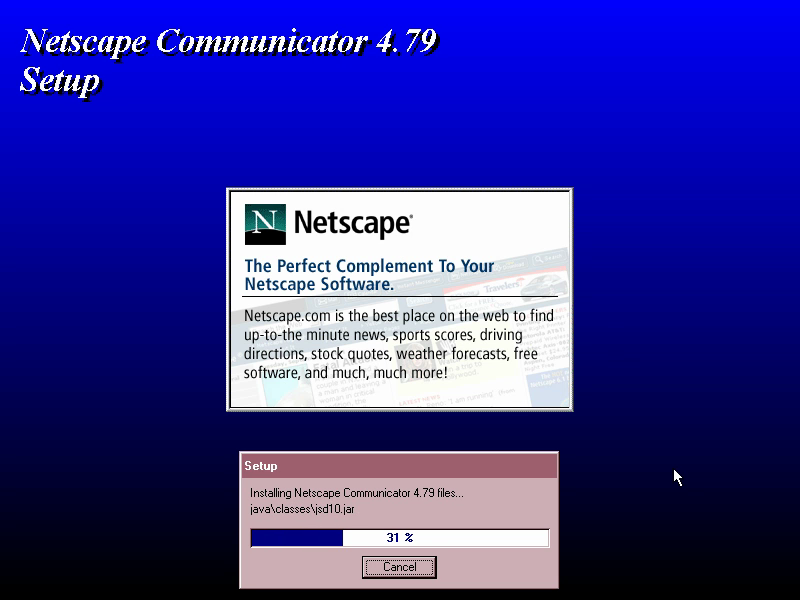 Netscape Communicator 4.79
Setup
N Netscape®
The Perfect Complement To Your
Netscape Software.
Netscape.com is the best place on the web to find
up-to-the minute news, sports scores, driving
directions, stock quotes, weather forecasts, free
software, and much, much more!
Setup
Installing Netscape Communicator 4.79 files...
java\classes\jsd10.jar
31 %
Cancel